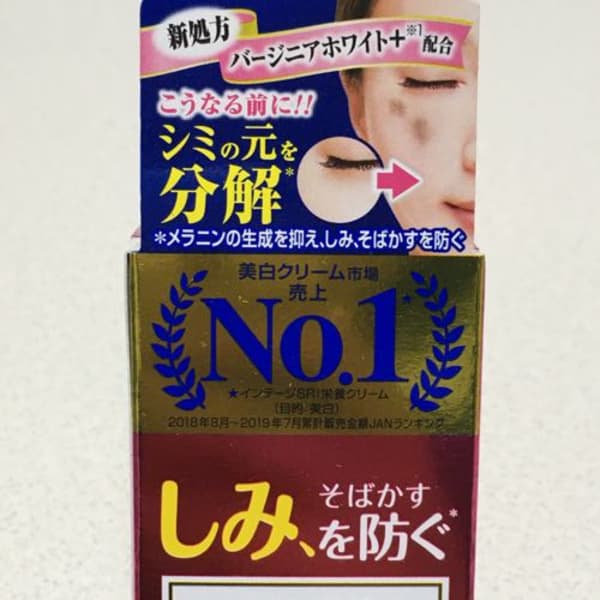 新処方
バージニアホワイト+※1配合
こうなる前に!!
シミの元を
分解*
*メラニンの生成を抑え、しみ、そばかすを防ぐ
美白クリーム市場
売上
No.1★
★インテージSRI栄養クリーム
(目的/美白)
2018年8月~2019年7月累計販売金額JANランキング
そばかす
しみ、を防ぐ*